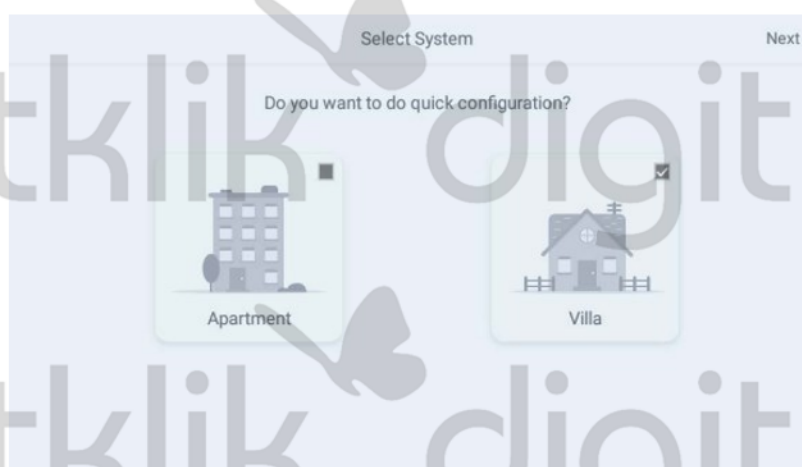 Select System
Next
Do you want to do quick configuration?
tklik digit
Apartment
Villa
tklik digit